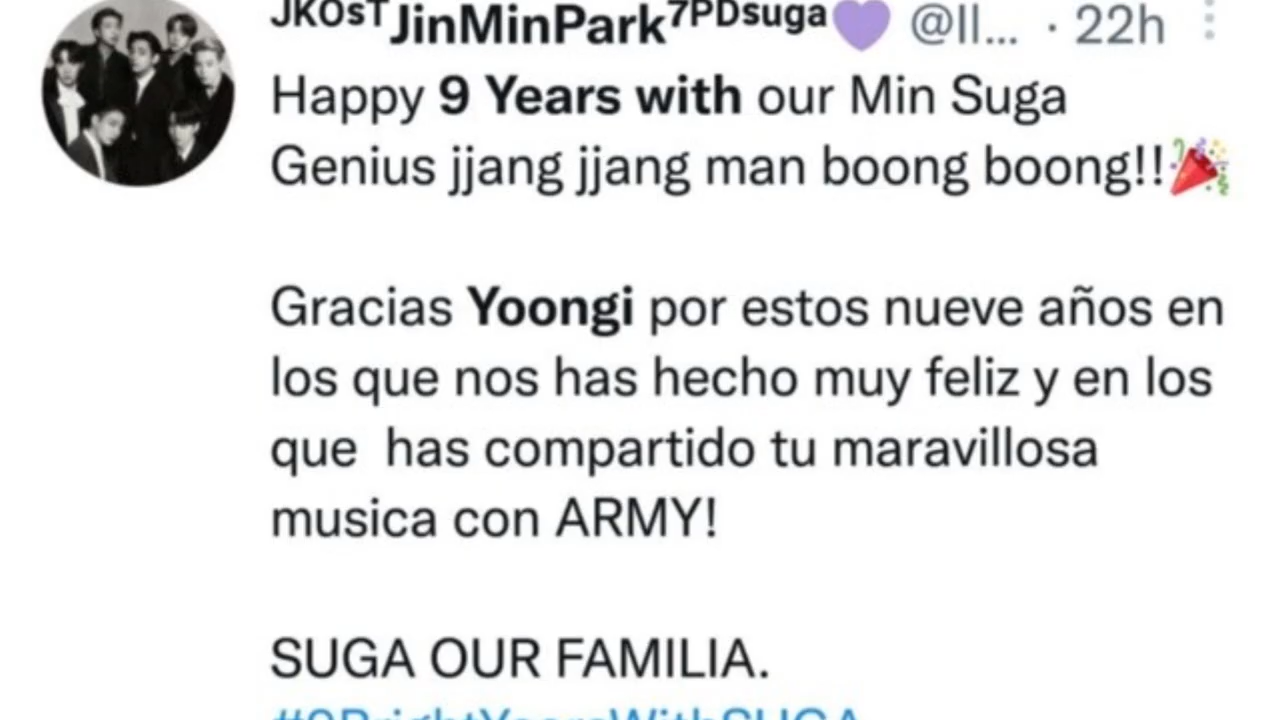 JKOsTJinMinPark7PDsuga💜 @ll... · 22h
Happy 9 Years with our Min Suga
Genius jjang jjang man boong boong!!🎉
Gracias Yoongi por estos nueve años en
los que nos has hecho muy feliz y en los
que has compartido tu maravillosa
musica con ARMY!
SUGA OUR FAMILIA.
#9BrightYearsWithSUGA